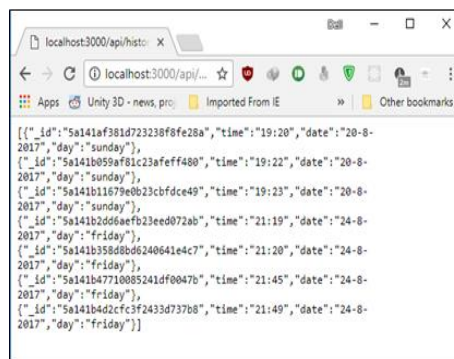 localhost:3000/api/histo
localhost:3000/api/...
Apps Unity 3D - news, proj Imported From IE » Other bookmarks
[{"_id":"5a141af381d723238f8fe28a","time":"19:20","date":"20-8-
2017","day":"sunday"},
{"_id":"5a141b059af81c23afeff480","time":"19:22","date":"20-8-
2017","day":"sunday"},
{"_id":"5a141b11679e0b23cbfdce49","time":"19:23","date":"20-8-
2017","day":"sunday"},
{"_id":"5a141b2dd6aefb23eed072ab","time":"21:19","date":"24-8-
2017","day":"friday"},
{"_id":"5a141b358d8bd6240641e4c7","time":"21:20","date":"24-8-
2017","day":"friday"},
{"_id":"5a141b47710085241df0047b","time":"21:45","date":"24-8-
2017","day":"friday"},
{"_id":"5a141b4d2cfc3f2433d737b8","time":"21:49","date":"24-8-
2017","day":"friday"}]